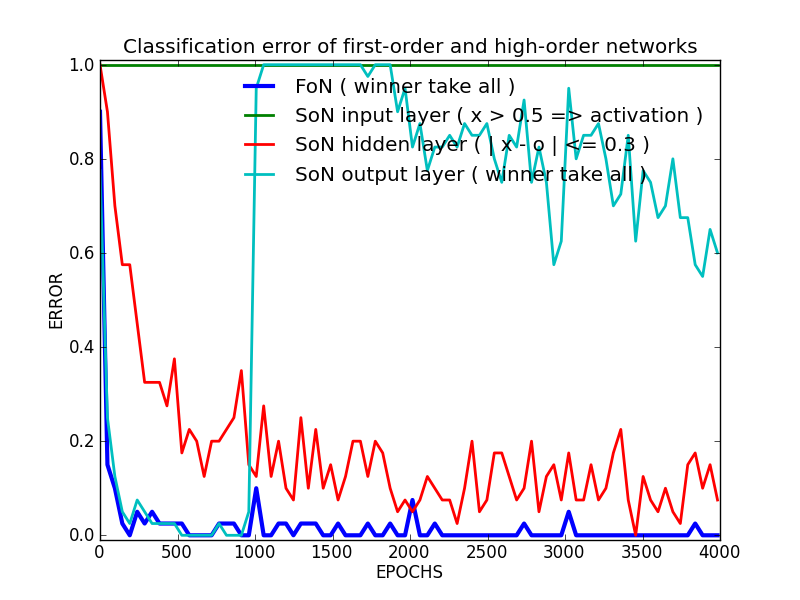 Classification error of first-order and high-order networks
FoN ( winner take all )
SoN input layer ( x > 0.5 => activation )
SoN hidden layer ( | x - o | <= 0.3 )
SoN output layer ( winner take all )
ERROR
1.0
0.8
0.6
0.4
0.2
0.0
0 500 1000 1500 2000 2500 3000 3500 4000
EPOCHS